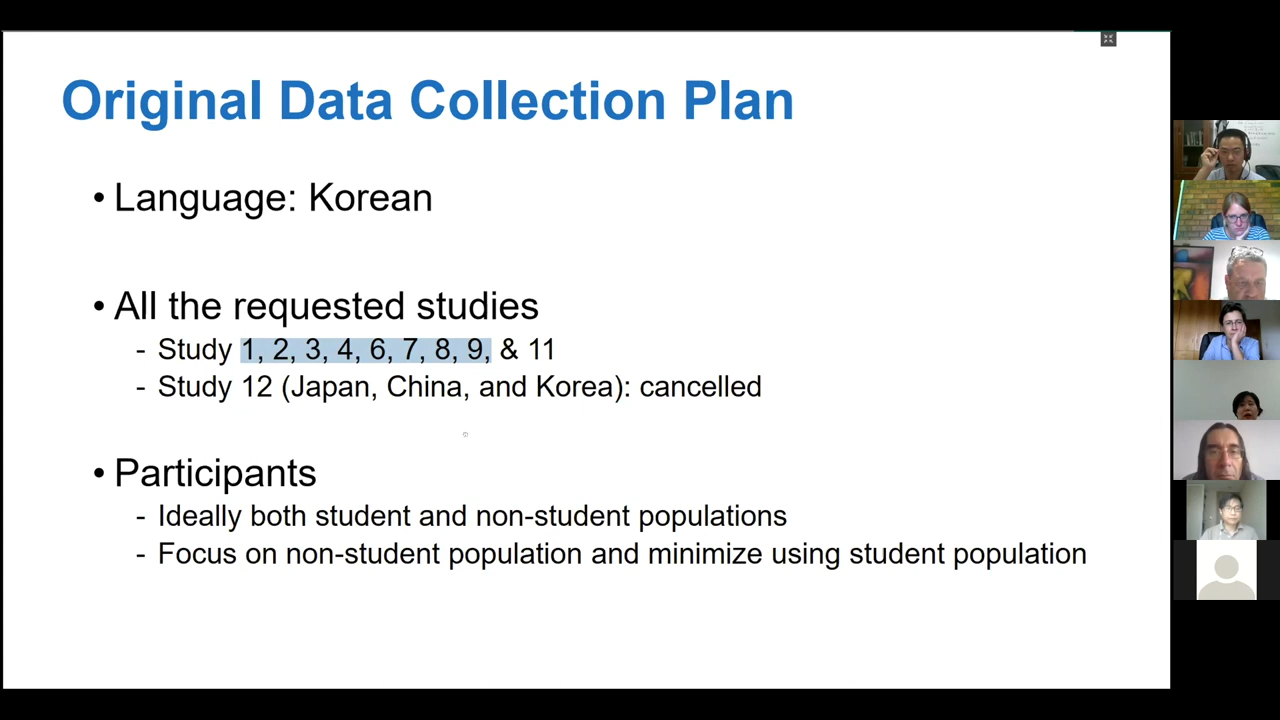 Original Data Collection Plan
• Language: Korean
• All the requested studies
- Study 1, 2, 3, 4, 6, 7, 8, 9, & 11
- Study 12 (Japan, China, and Korea): cancelled
• Participants
- Ideally both student and non-student populations
- Focus on non-student population and minimize using student population